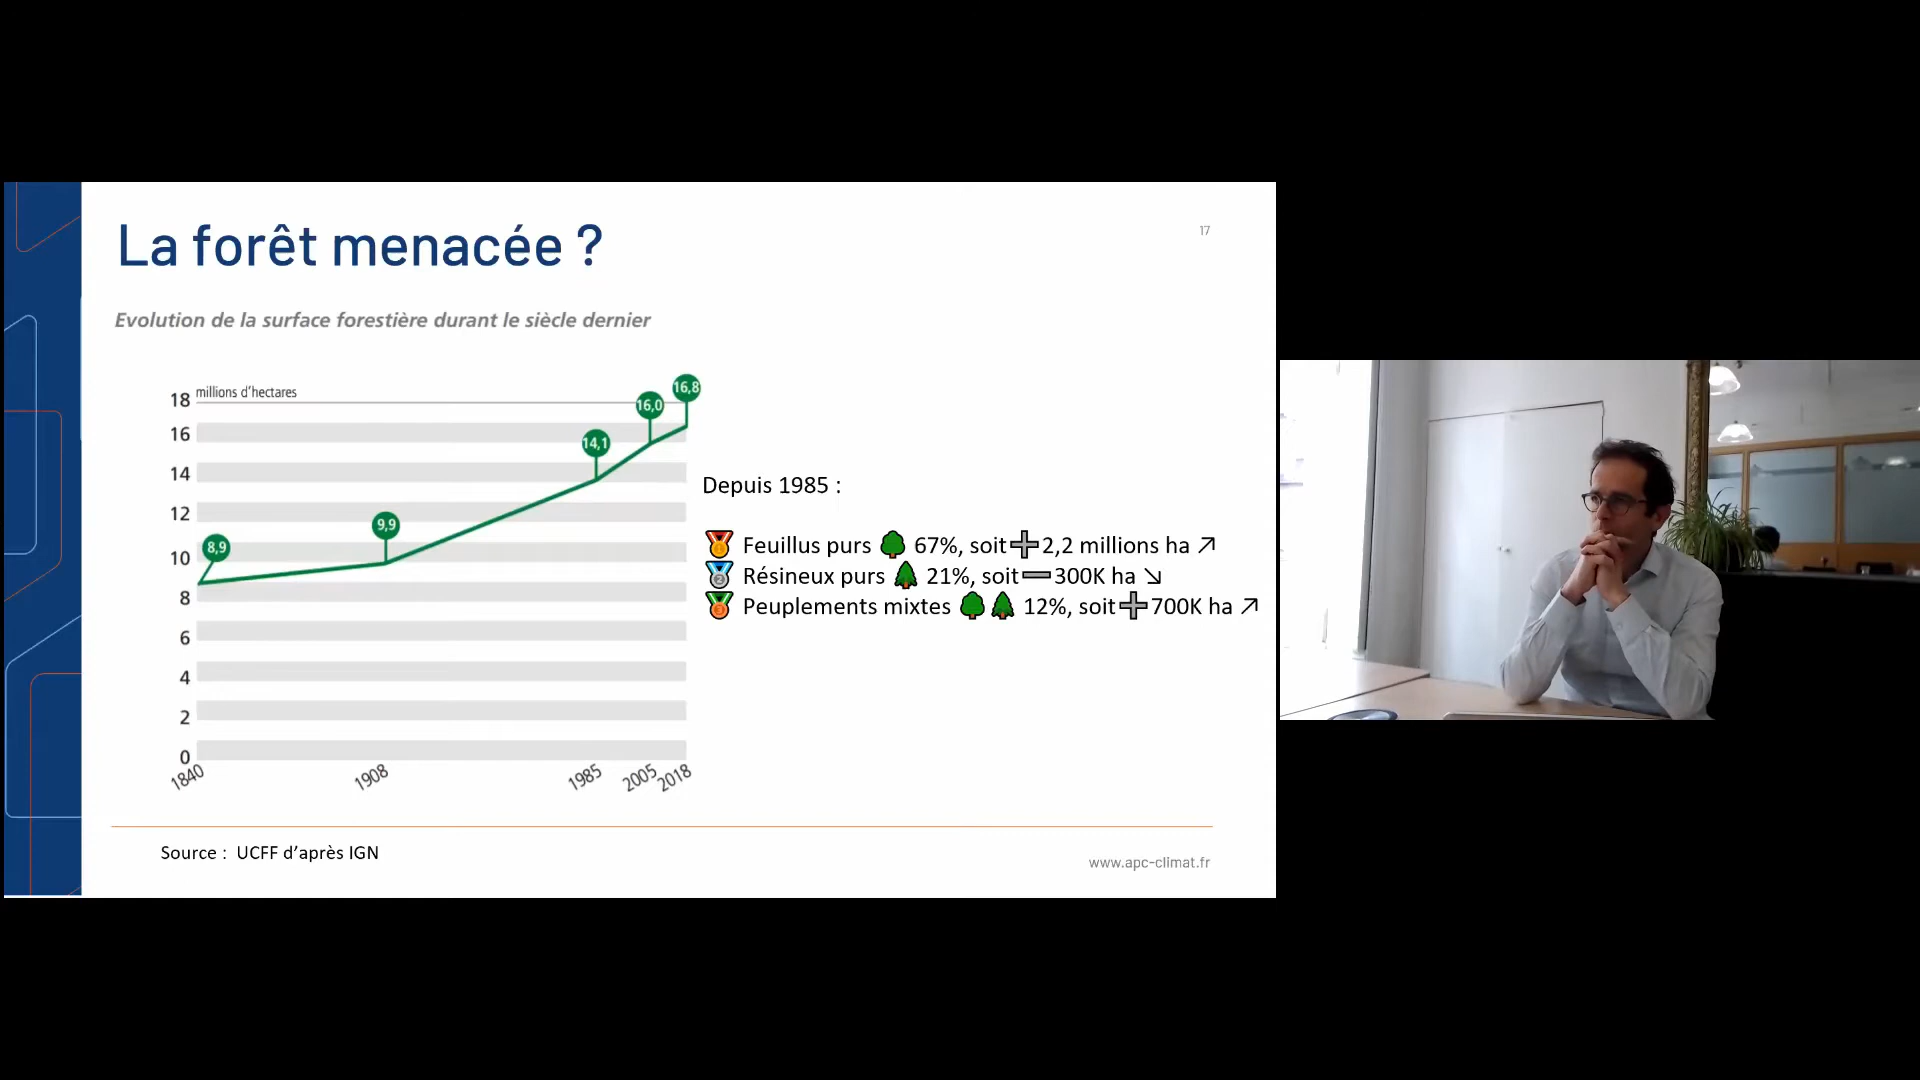 La forêt menacée ?
17
Evolution de la surface forestière durant le siècle dernier
millions d'hectares
18
16
14
12
10
8
6
4
2
0
8,9
9,9
14,1
16,0
16,8
1840
1908
1985
2005
2018
Depuis 1985 :
Feuillus purs 67%, soit ➕ 2,2 millions ha ↗
Résineux purs 21%, soit ➖ 300K ha ↘
Peuplements mixtes 12%, soit ➕ 700K ha ↗
Source : UCFF d'après IGN
www.apc-climat.fr